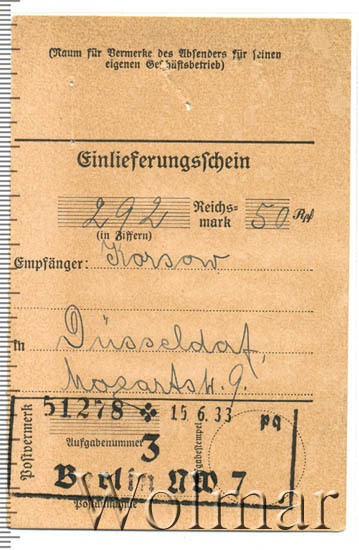 (Raum für Vermerke des Absenders für seinen
eigenen Geschäftsbetrieb)
Einlieferungsschein
292 Reichs-mark 50 Rpf
(in Ziffern)
Empfänger: Korsow
in Düsseldorf,
Mozartstr. 9.
Postvermerk
51278 15.6.33 pq
Aufgabenummer
3
Berlin NW 7
Wolmar